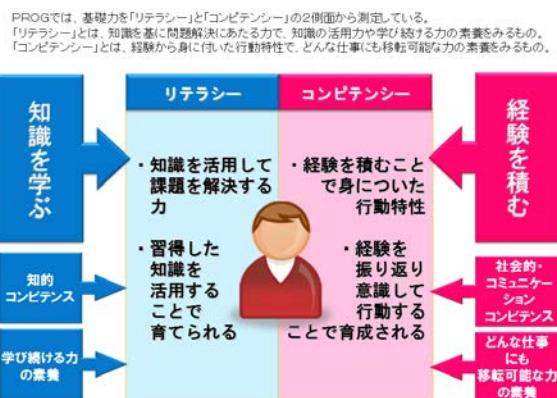 PROGでは、基礎力を「リテラシー」と「コンピテンシー」の2側面から測定している。
「リテラシー」とは、知識を基に問題解決にあたる力で、知識の活用力や学び続ける力の素養をみるもの。
「コンピテンシー」とは、経験から身に付いた行動特性で、どんな仕事にも移転可能な力の素養をみるもの。
知識を学ぶ
リテラシー
コンピテンシー
経験を積む
・知識を活用して
課題を解決する
力
・習得した
知識を
活用する
ことで
育てられる
・経験を積むこと
で身についた
行動特性
・経験を
振り返り
意識して
行動する
ことで育成される
知的
コンピテンス
学び続ける力
の素養
社会的・
コミュニケー
ション
コンピテンス
どんな仕事
にも
移転可能な力
の素養